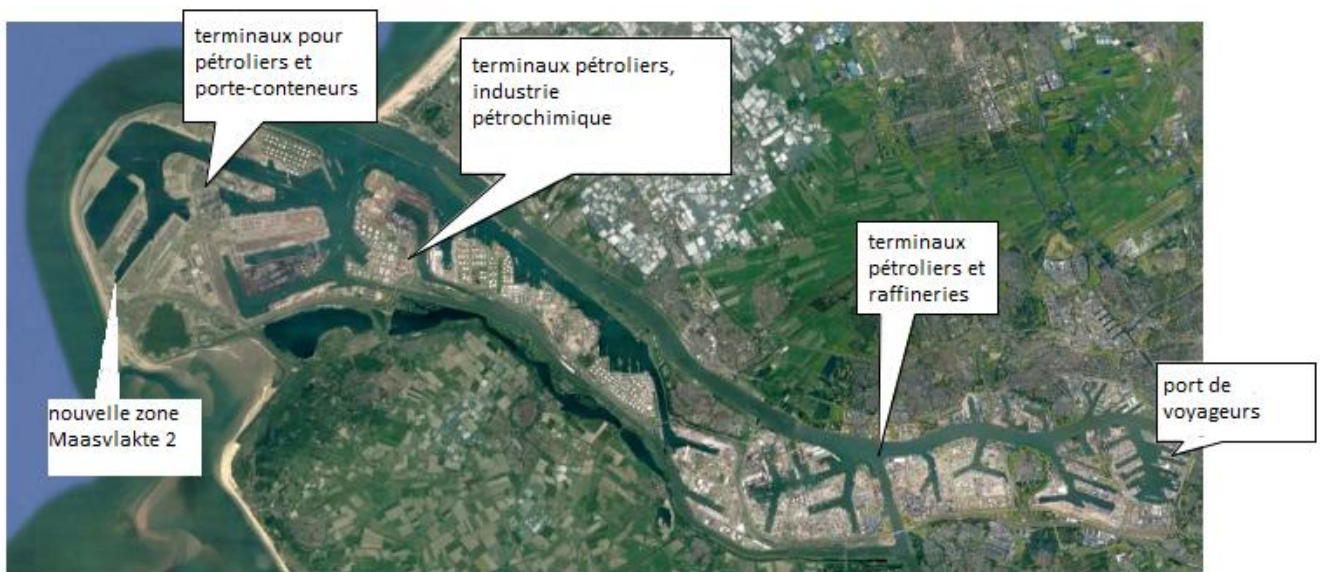 terminaux pour
pétroliers et
porte-conteneurs
terminaux pétroliers,
industrie
pétrochimique
terminaux
pétroliers et
raffineries
port de
voyageurs
nouvelle zone
Maasvlakte 2